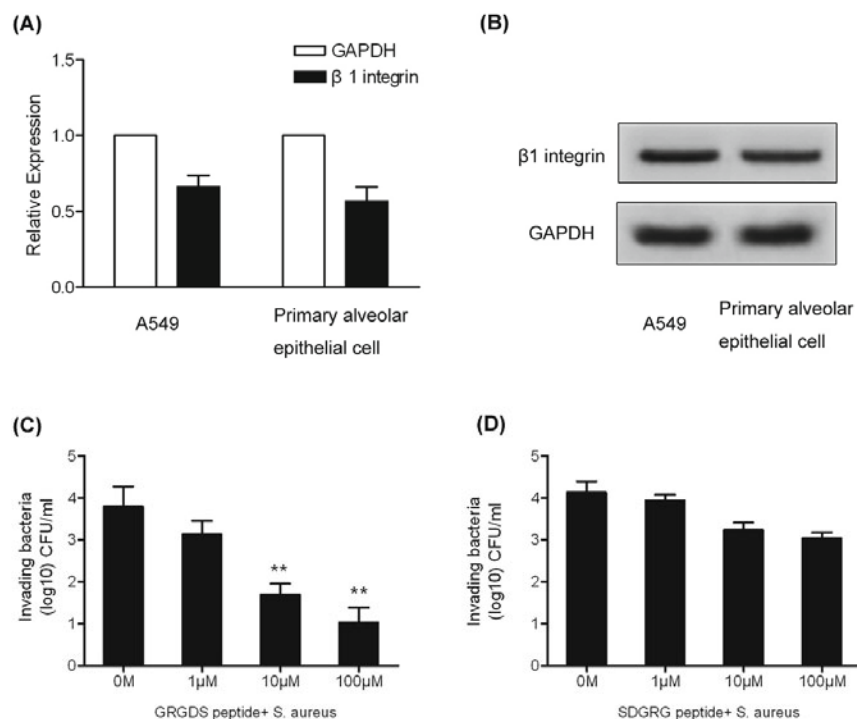 (A)
1.5
1.0
0.5
0.0
Relative Expression
GAPDH
β 1 integrin
A549
Primary alveolar
epithelial cell
(B)
β1 integrin
GAPDH
A549
Primary alveolar
epithelial cell
(C)
5
4
3
2
1
0
Invading bacteria
(log10) CFU/ml
**
**
0M 1μM 10μM 100μM
GRGDS peptide+ S. aureus
(D)
5
4
3
2
1
0
Invading bacteria
(log10) CFU/ml
0M 1μM 10μM 100μM
SDGRG peptide+ S. aureus